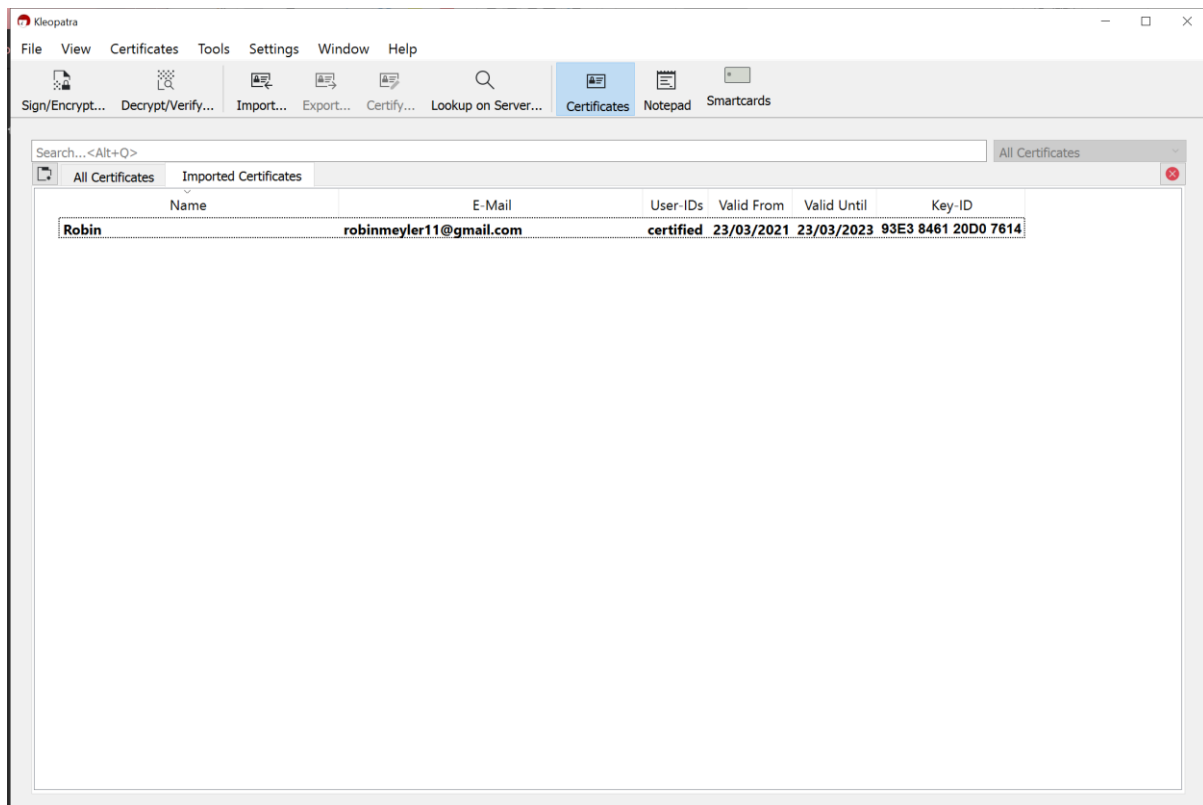 Kleopatra
File View Certificates Tools Settings Window Help
Sign/Encrypt... Decrypt/Verify... Import... Export... Certify... Lookup on Server... Certificates Notepad Smartcards
Search...<Alt+Q> All Certificates
All Certificates Imported Certificates
Name E-Mail User-IDs Valid From Valid Until Key-ID
Robin robinmeyler11@gmail.com certified 23/03/2021 23/03/2023 93E3 8461 20D0 7614